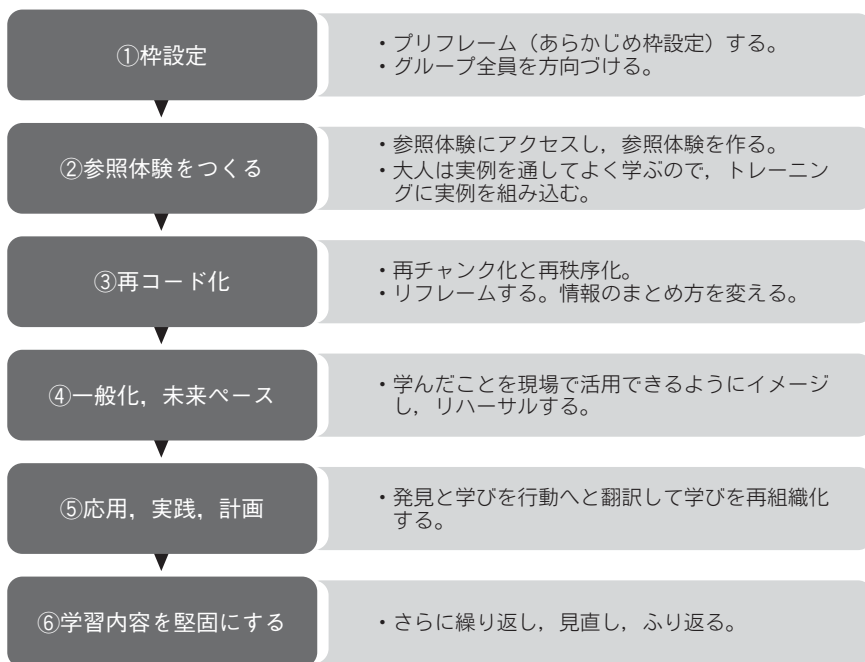 ①枠設定
・プリフレーム（あらかじめ枠設定）する。
・グループ全員を方向づける。
②参照体験をつくる
・参照体験にアクセスし，参照体験を作る。
・大人は実例を通してよく学ぶので，トレーニン
グに実例を組み込む。
③再コード化
・再チャンク化と再秩序化。
・リフレームする。情報のまとめ方を変える。
④一般化，未来ペース
・学んだことを現場で活用できるようにイメージ
し，リハーサルする。
⑤応用，実践，計画
・発見と学びを行動へと翻訳して学びを再組織化
する。
⑥学習内容を堅固にする
・さらに繰り返し，見直し，ふり返る。